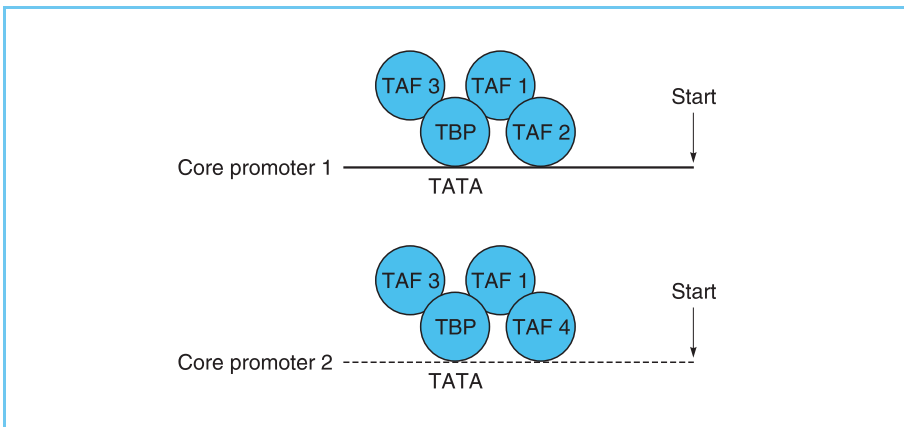 TAF 3 TAF 1
Start
TBP TAF 2
Core promoter 1
TATA
TAF 3 TAF 1
Start
TBP TAF 4
Core promoter 2
TATA